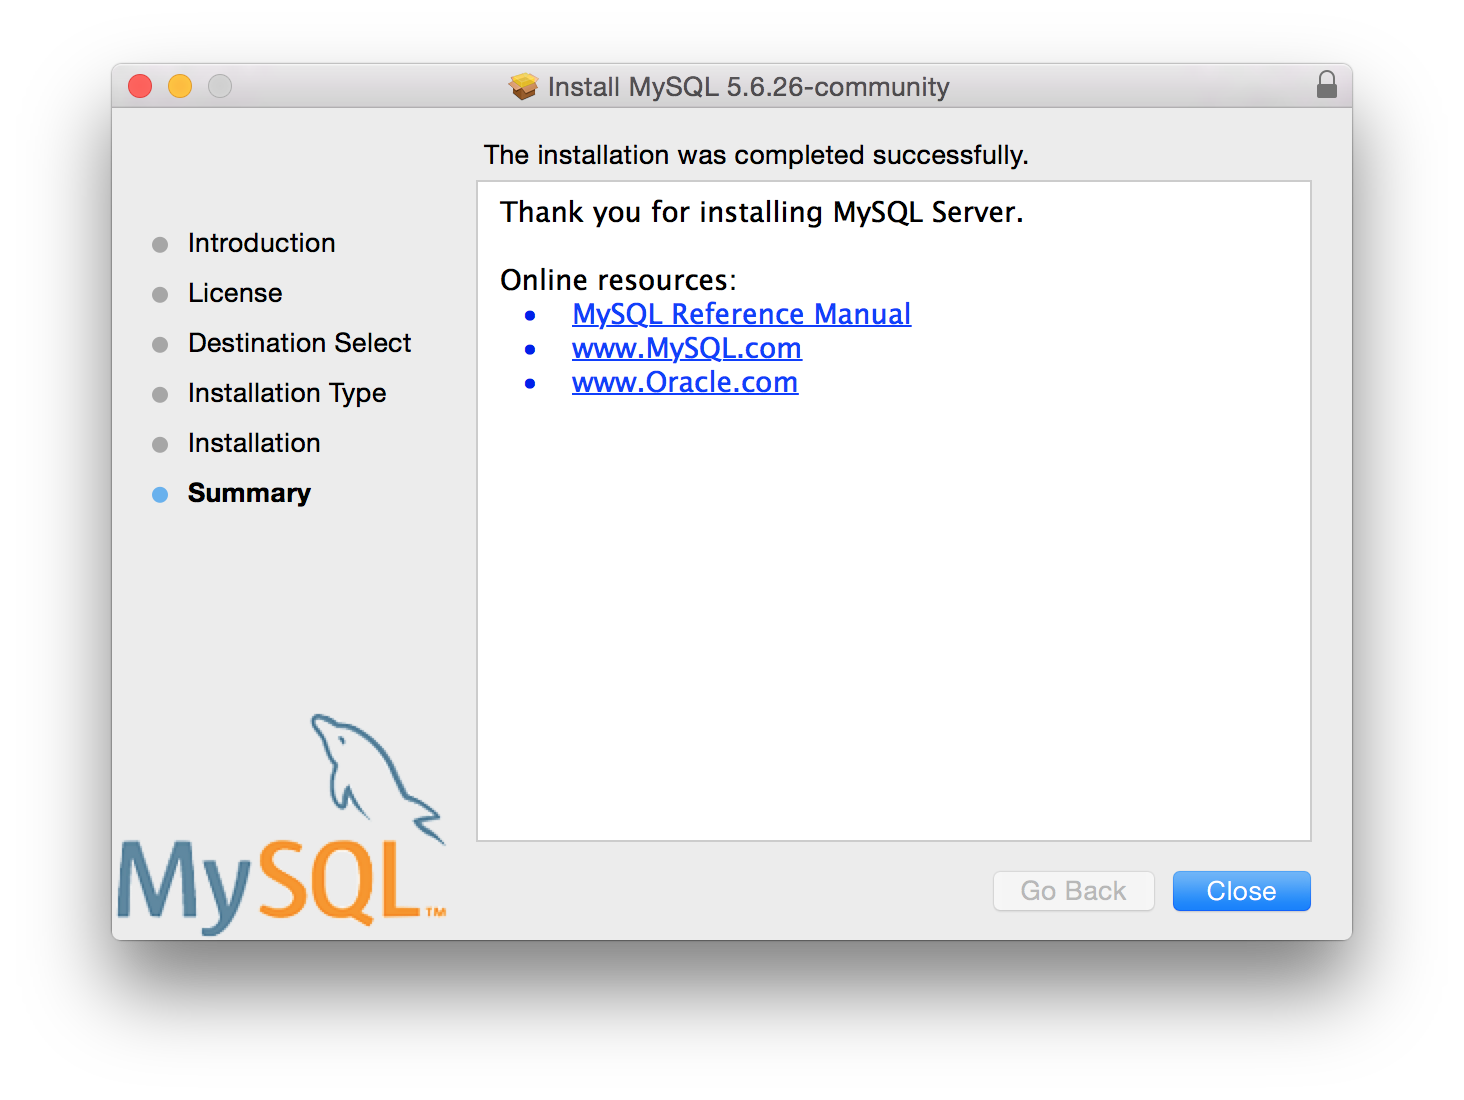 Install MySQL 5.6.26-community
The installation was completed successfully.
Introduction
License
Destination Select
Installation Type
Installation
Summary
Thank you for installing MySQL Server.
Online resources:
• MySQL Reference Manual
• www.MySQL.com
• www.Oracle.com
MySQL™
Go Back
Close